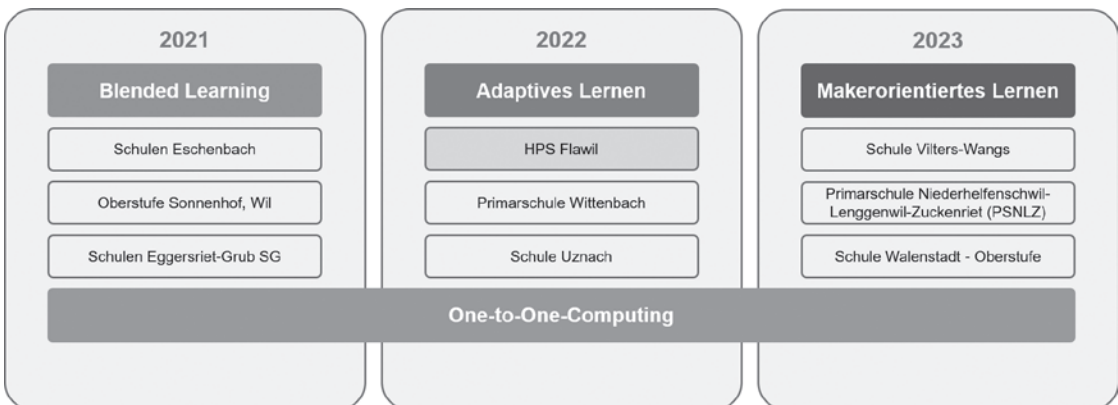 2021
Blended Learning
Schulen Eschenbach
Oberstufe Sonnenhof, Wil
Schulen Eggersriet-Grub SG
2022
Adaptives Lernen
HPS Flawil
Primarschule Wittenbach
Schule Uznach
2023
Makerorientiertes Lernen
Schule Vilters-Wangs
Primarschule Niederhelfenschwil-
Lenggenwil-Zuckenriet (PSNLZ)
Schule Walenstadt - Oberstufe
One-to-One-Computing